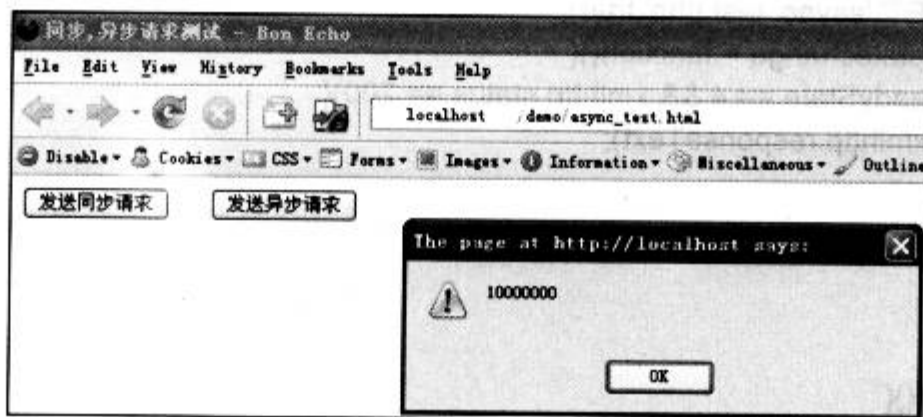 同步,异步请求测试 - Bon Echo
File Edit View History Bookmarks Tools Help
localhost /demo/async_test.html
Disable Cookies CSS Forms Images Information Miscellaneous Outline
发送同步请求 发送异步请求
The page at http://localhost says:
10000000
OK